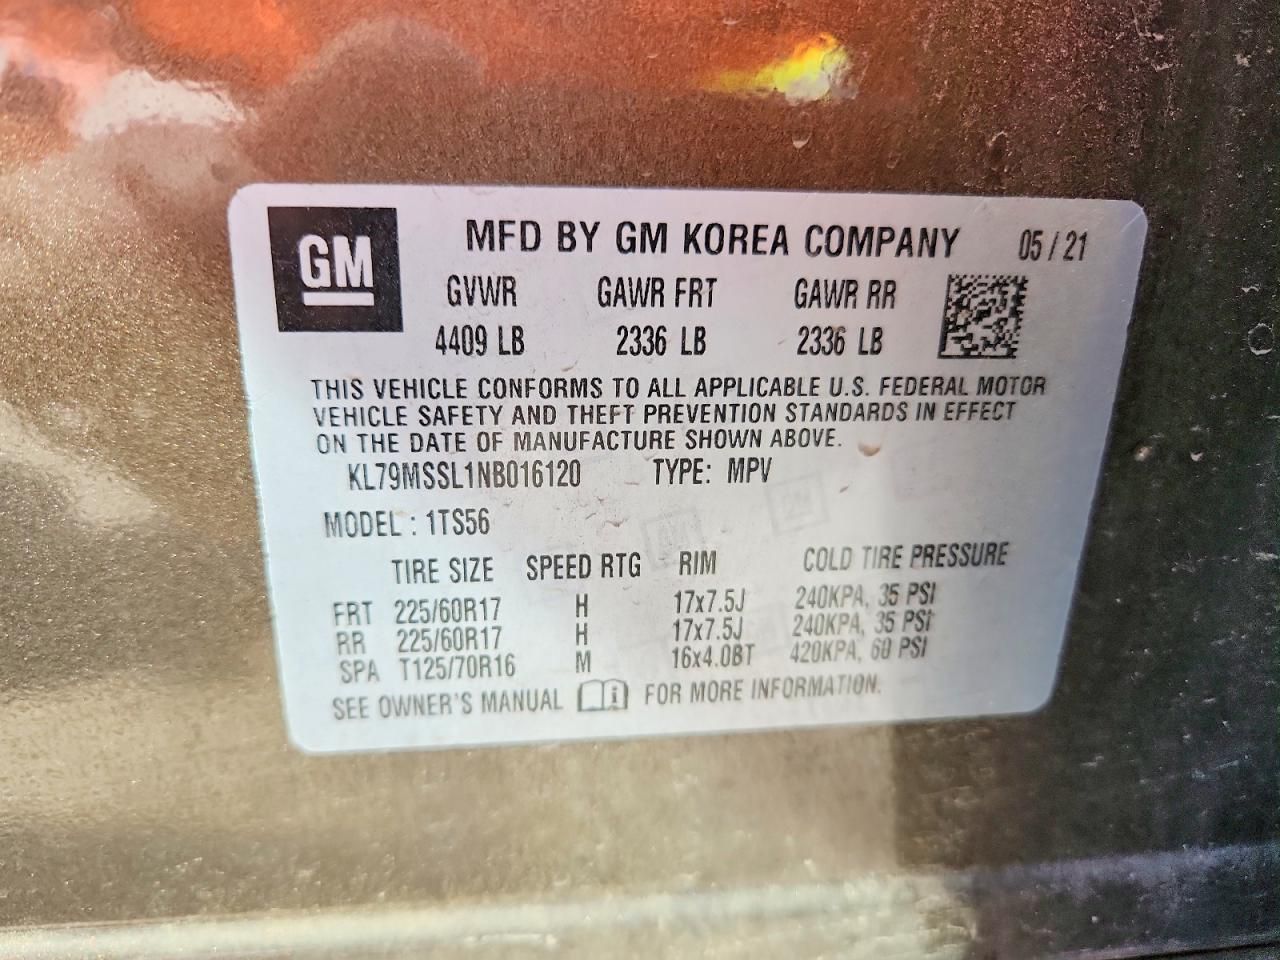 GM
MFD BY GM KOREA COMPANY 05/21
GVWR GAWR FRT GAWR RR
4409 LB 2336 LB 2336 LB
THIS VEHICLE CONFORMS TO ALL APPLICABLE U.S. FEDERAL MOTOR
VEHICLE SAFETY AND THEFT PREVENTION STANDARDS IN EFFECT
ON THE DATE OF MANUFACTURE SHOWN ABOVE.
KL79MSSL1NB016120 TYPE: MPV
MODEL : 1TS56
TIRE SIZE SPEED RTG RIM COLD TIRE PRESSURE
FRT 225/60R17 H 17x7.5J 240KPA, 35 PSI
RR 225/60R17 H 17x7.5J 240KPA, 35 PSI
SPA T125/70R16 M 16x4.0BT 420KPA, 60 PSI
SEE OWNER'S MANUAL i FOR MORE INFORMATION.